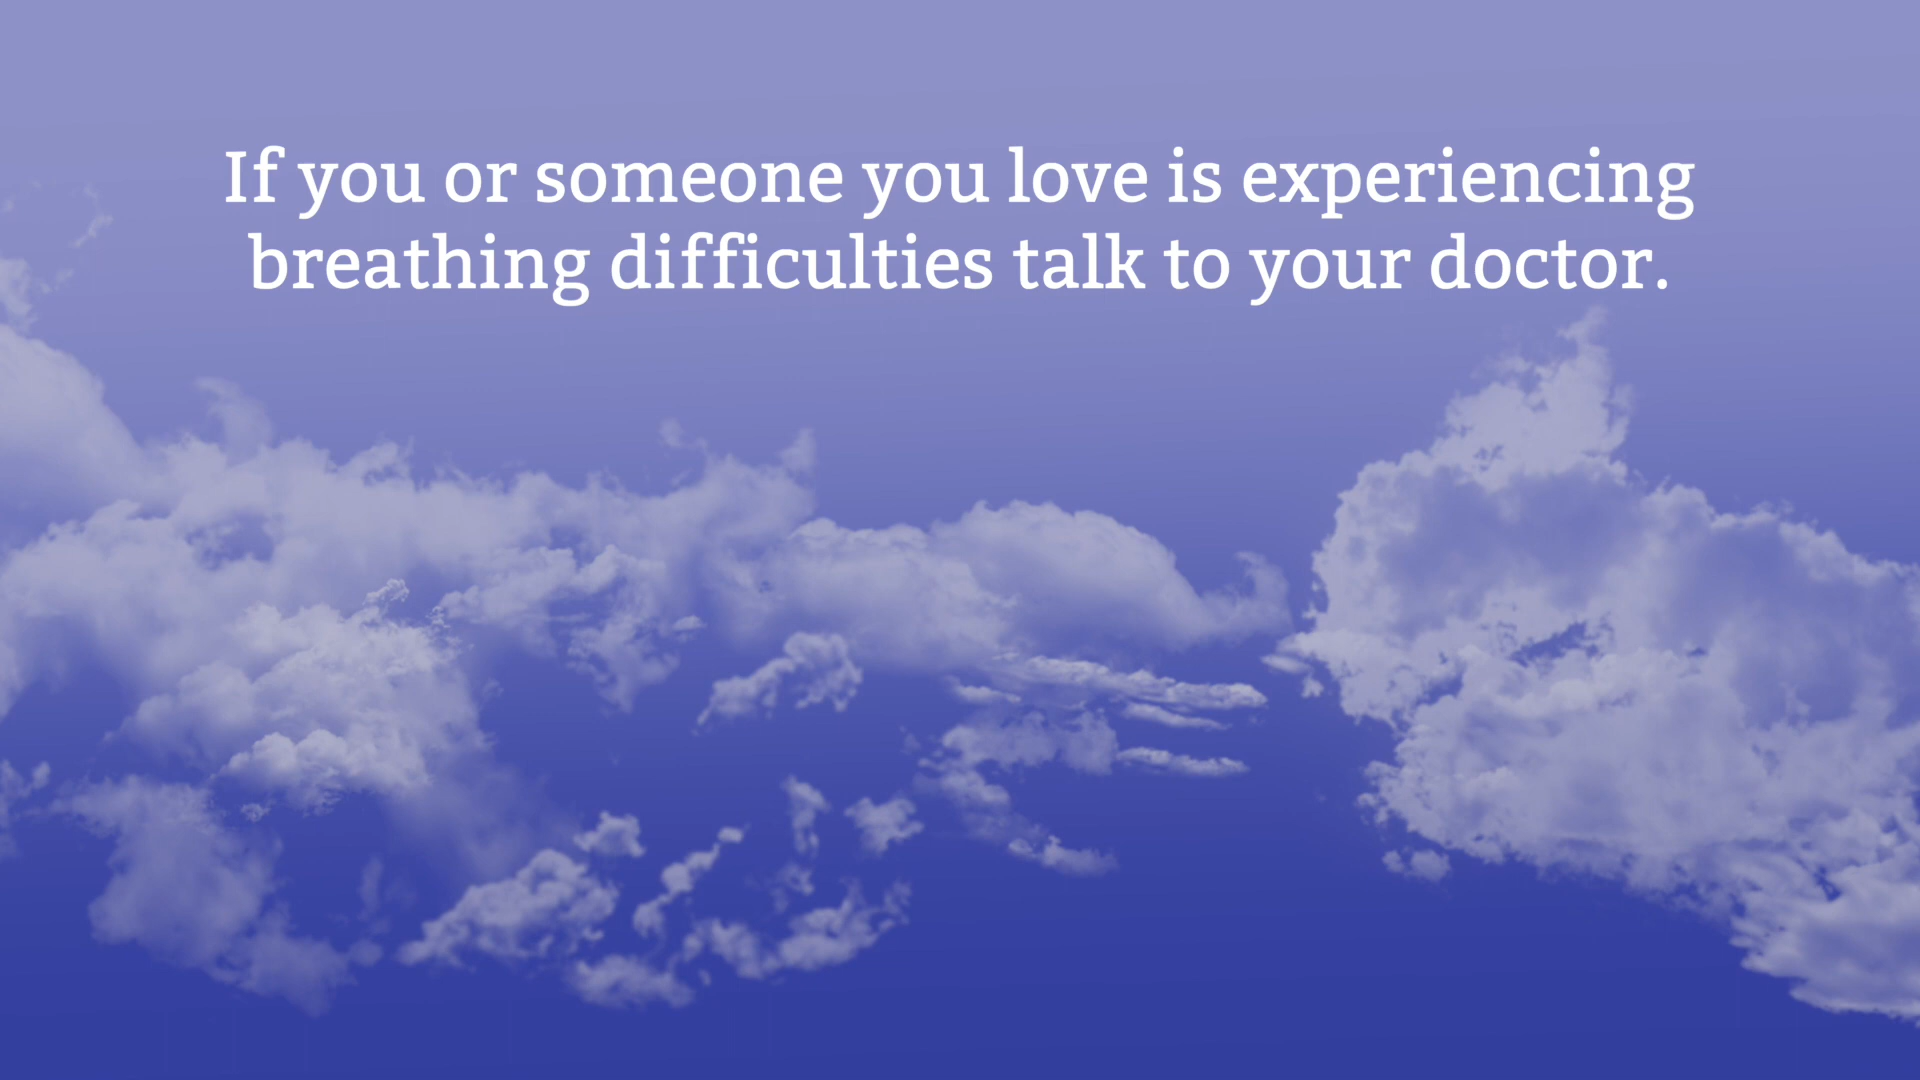 If you or someone you love is experiencing
breathing difficulties talk to your doctor.